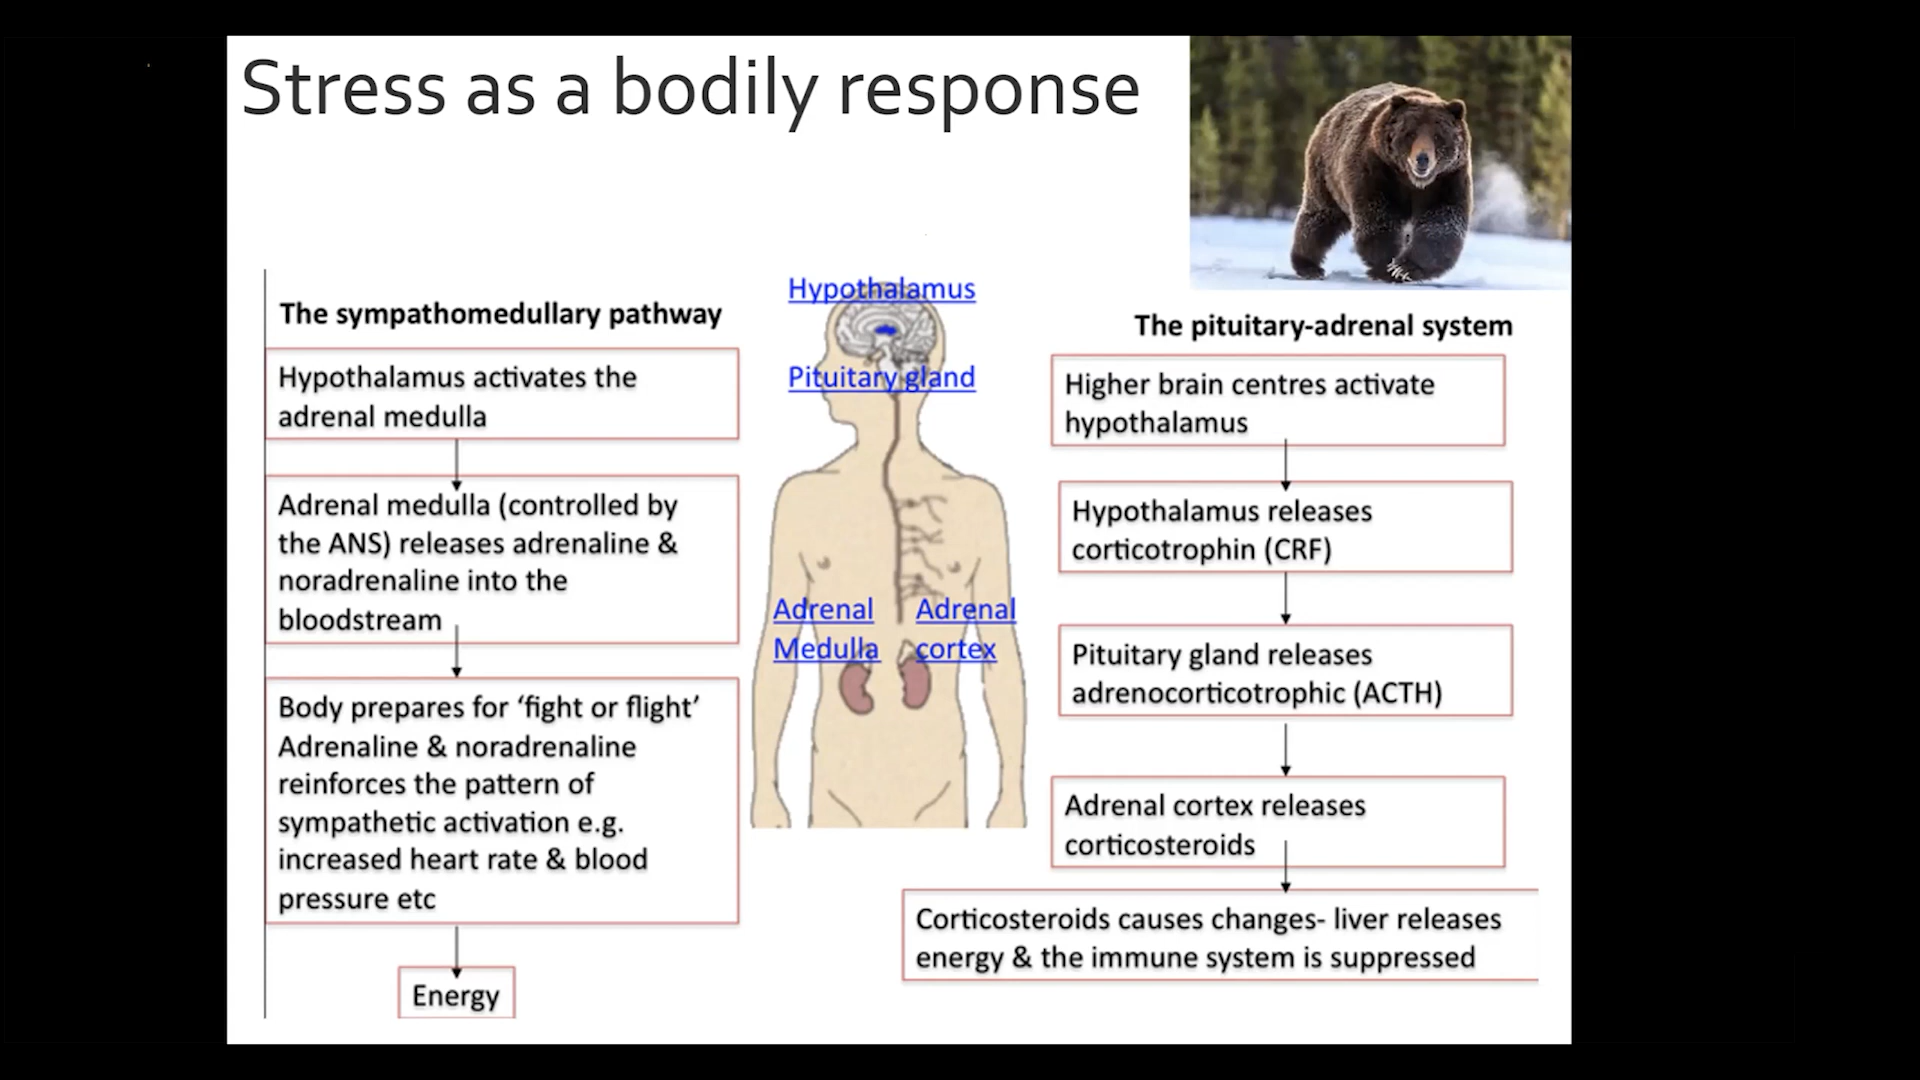 Stress as a bodily response
The sympathomedullary pathway
Hypothalamus activates the
adrenal medulla
Adrenal medulla (controlled by
the ANS) releases adrenaline &
noradrenaline into the
bloodstream
Body prepares for ‘fight or flight’
Adrenaline & noradrenaline
reinforces the pattern of
sympathetic activation e.g.
increased heart rate & blood
pressure etc
Energy
Hypothalamus
Pituitary gland
Adrenal
Medulla
Adrenal
cortex
The pituitary-adrenal system
Higher brain centres activate
hypothalamus
Hypothalamus releases
corticotrophin (CRF)
Pituitary gland releases
adrenocorticotrophic (ACTH)
Adrenal cortex releases
corticosteroids
Corticosteroids causes changes- liver releases
energy & the immune system is suppressed